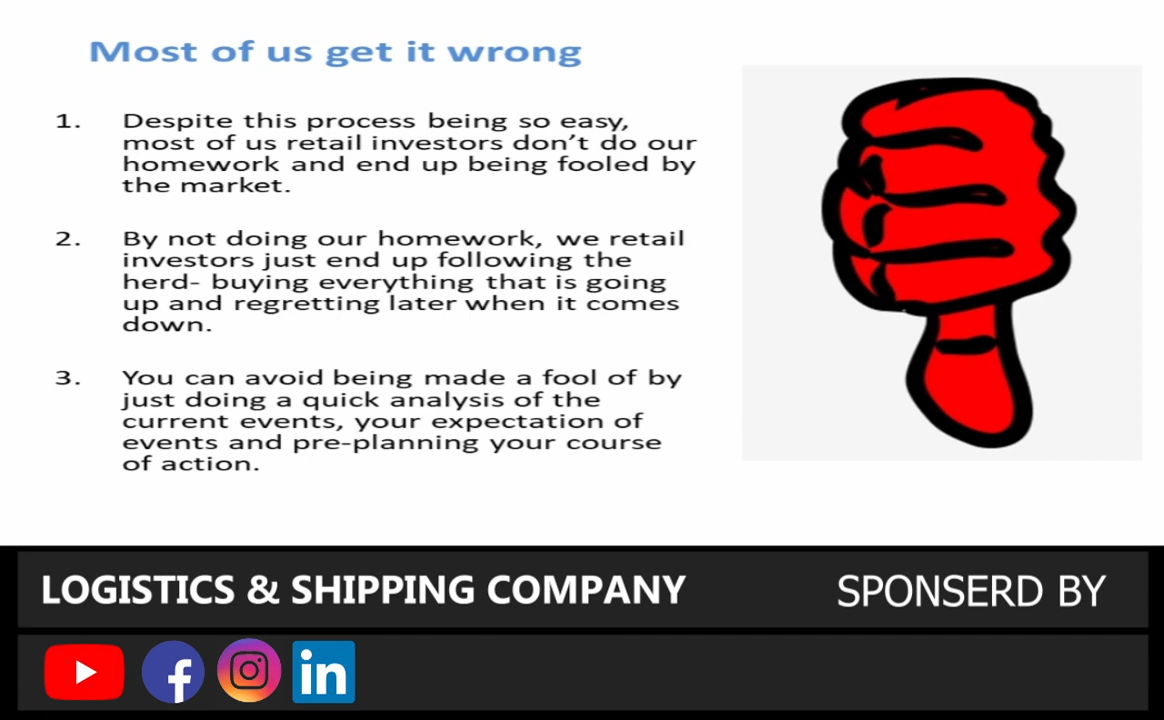 Most of us get it wrong
1. Despite this process being so easy,
most of us retail investors don't do our
homework and end up being fooled by
the market.
2. By not doing our homework, we retail
investors just end up following the
herd- buying everything that is going
up and regretting later when it comes
down.
3. You can avoid being made a fool of by
just doing a quick analysis of the
current events, your expectation of
events and pre-planning your course
of action.
LOGISTICS & SHIPPING COMPANY
SPONSERD BY
in